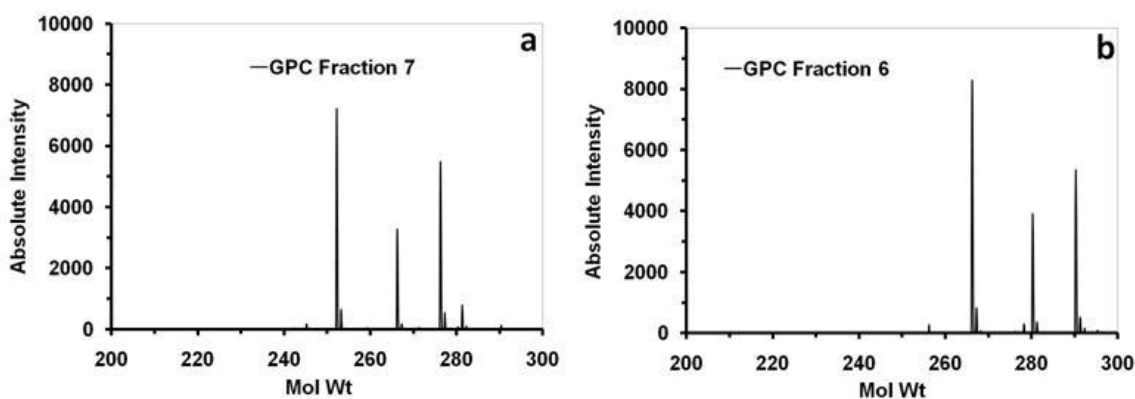 10000
a
8000
—GPC Fraction 7
6000
4000
2000
0
200 220 240 260 280 300
Mol Wt
Absolute Intensity
10000
b
8000
—GPC Fraction 6
6000
4000
2000
0
200 220 240 260 280 300
Mol Wt
Absolute Intensity